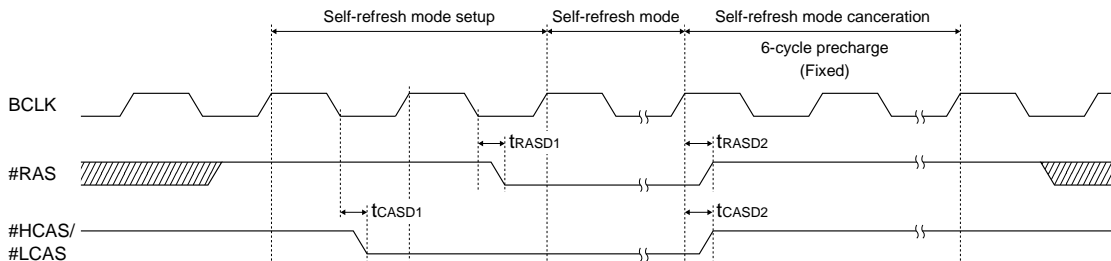 Self-refresh mode setup
Self-refresh mode
Self-refresh mode canceration
6-cycle precharge
(Fixed)
BCLK
tRASD1
tRASD2
#RAS
tCASD1
tCASD2
#HCAS/
#LCAS